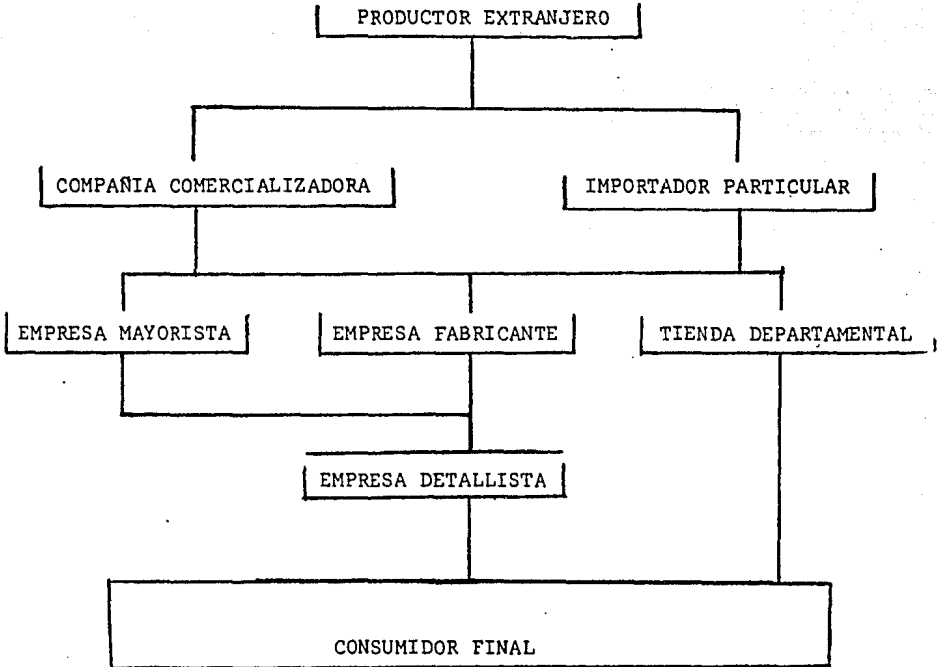 PRODUCTOR EXTRANJERO
COMPAÑIA COMERCIALIZADORA
IMPORTADOR PARTICULAR
EMPRESA MAYORISTA
EMPRESA FABRICANTE
TIENDA DEPARTAMENTAL
EMPRESA DETALLISTA
CONSUMIDOR FINAL